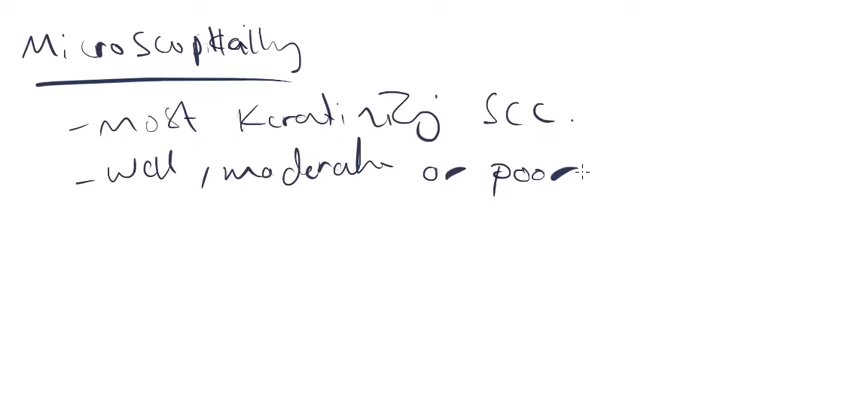 Microscopically
- most Keratinizing SCC.
- Well, moderate or poor